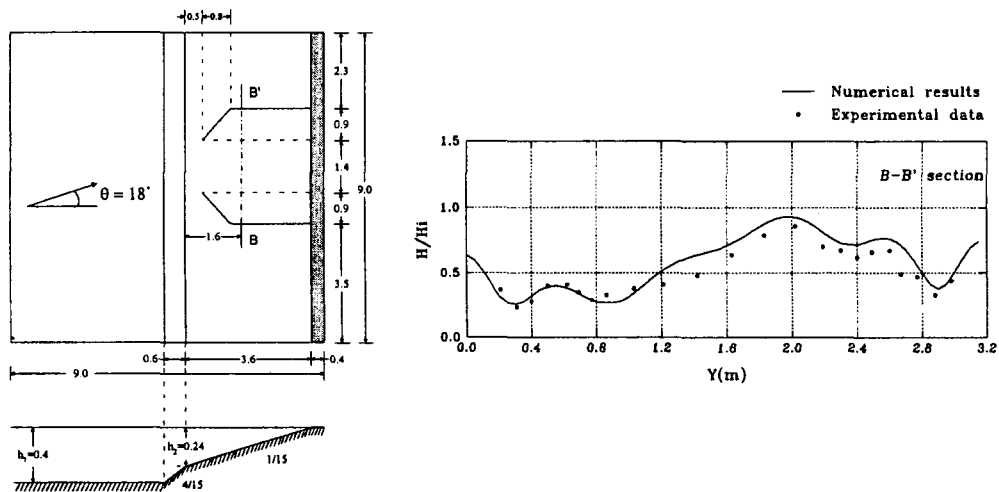 0.5
0.8
B'
2.3
0.9
1.4
9.0
0.9
3.5
θ = 18°
1.6
B
0.6
3.6
0.4
9.0
h₁=0.4
h₂=0.24
1/15
4/15
Numerical results
Experimental data
B-B' section
H/Hi
1.5
1.0
0.5
0.0
0.0 0.4 0.8 1.2 1.6 2.0 2.4 2.8 3.2
Y(m)